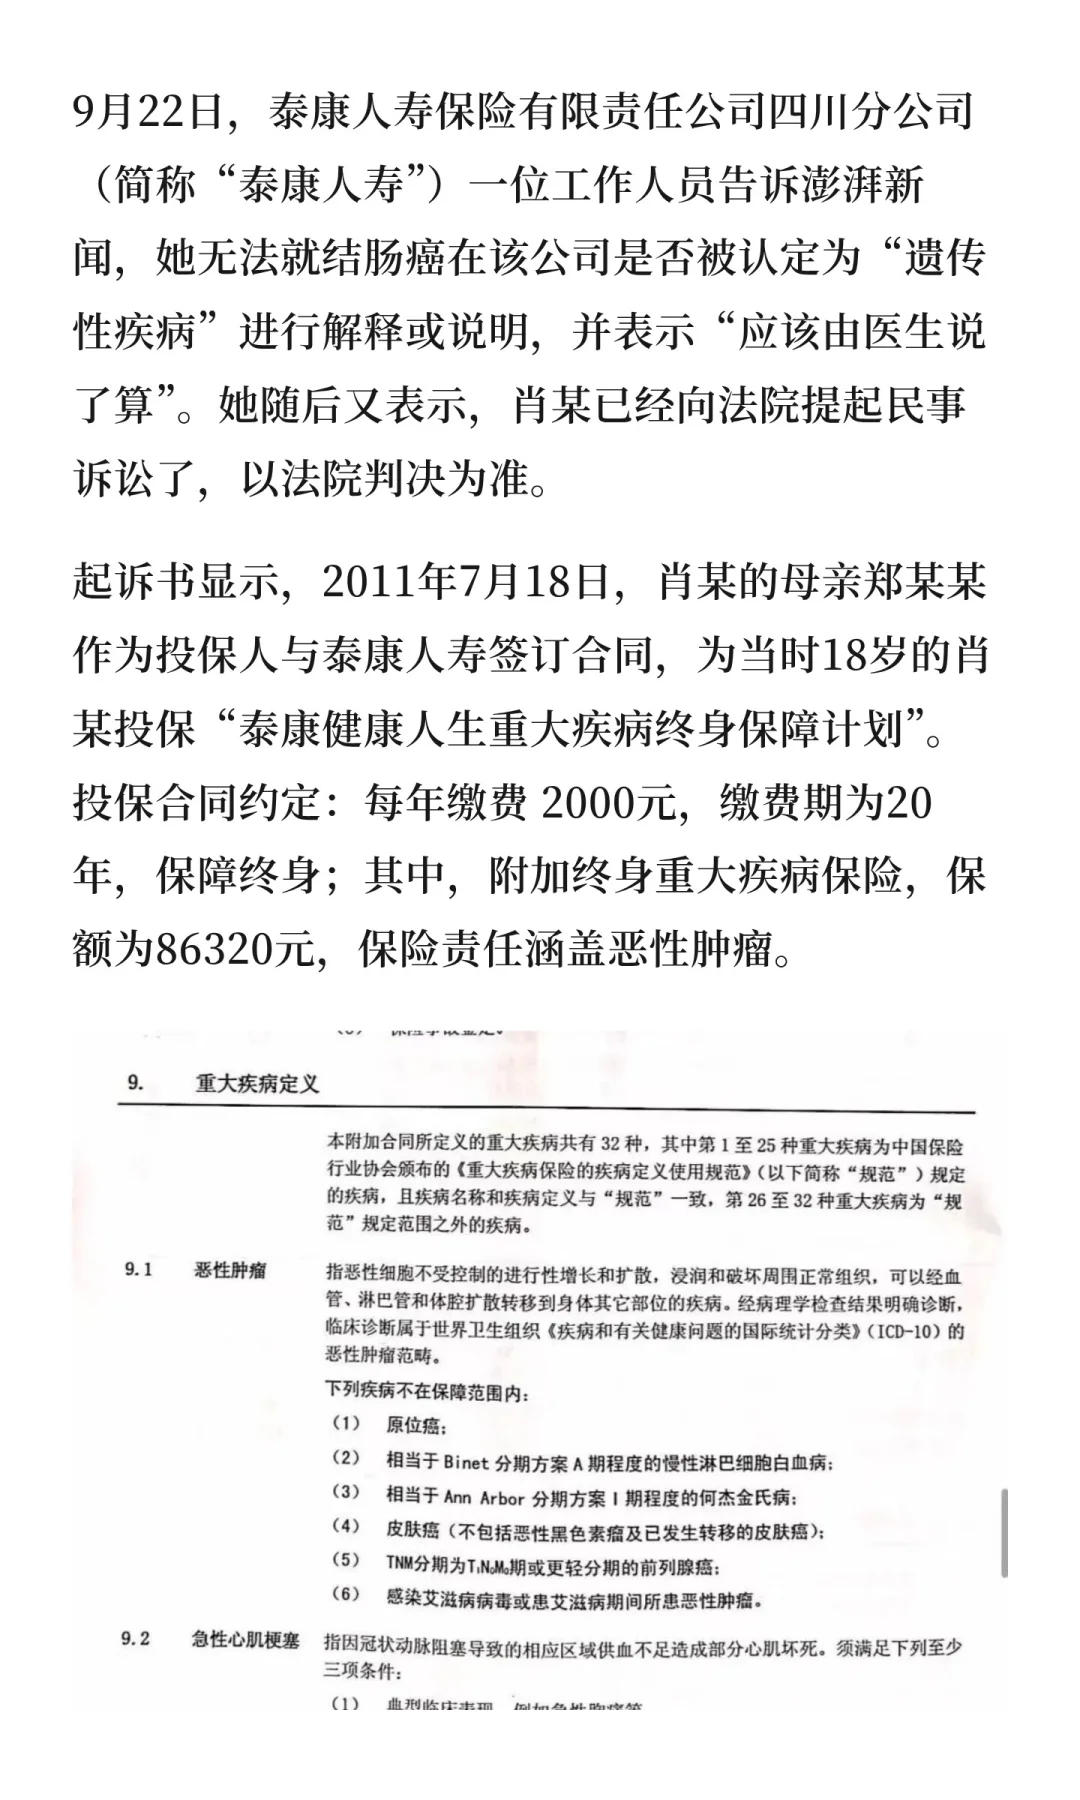 9月22日，泰康人寿保险有限责任公司四川分公司
（简称“泰康人寿”）一位工作人员告诉澎湃新
闻，她无法就结肠癌在该公司是否被认定为“遗传
性疾病”进行解释或说明，并表示“应该由医生说
了算”。她随后又表示，肖某已经向法院提起民事
诉讼了，以法院判决为准。
起诉书显示，2011年7月18日，肖某的母亲郑某某
作为投保人与泰康人寿签订合同，为当时18岁的肖
某投保“泰康健康人生重大疾病终身保障计划”。
投保合同约定：每年缴费 2000元，缴费期为20
年，保障终身；其中，附加终身重大疾病保险，保
额为86320元，保险责任涵盖恶性肿瘤。
9. 重大疾病定义
本附加合同所定义的重大疾病共有 32 种，其中第 1 至 25 种重大疾病为中国保险
行业协会颁布的《重大疾病保险的疾病定义使用规范》（以下简称“规范”）规定
的疾病，且疾病名称和疾病定义与“规范”一致，第 26 至 32 种重大疾病为“规
范”规定范围之外的疾病。
9.1 恶性肿瘤 指恶性细胞不受控制的进行性增长和扩散，浸润和破坏周围正常组织，可以经血
管、淋巴管和体腔扩散转移到身体其它部位的疾病。经病理学检查结果明确诊断，
临床诊断属于世界卫生组织《疾病和有关健康问题的国际统计分类》（ICD-10）的
恶性肿瘤范畴。
下列疾病不在保障范围内：
（1） 原位癌；
（2） 相当于 Binet 分期方案 A 期程度的慢性淋巴细胞白血病；
（3） 相当于 Ann Arbor 分期方案 I 期程度的何杰金氏病；
（4） 皮肤癌（不包括恶性黑色素瘤及已发生转移的皮肤癌）；
（5） TNM分期为T₁N₀M₀期或更轻分期的前列腺癌；
（6） 感染艾滋病病毒或患艾滋病期间所患恶性肿瘤。
9.2 急性心肌梗塞 指因冠状动脉阻塞导致的相应区域供血不足造成部分心肌坏死。须满足下列至少
三项条件：
（1） 典型临床表现，例如急性胸痛等